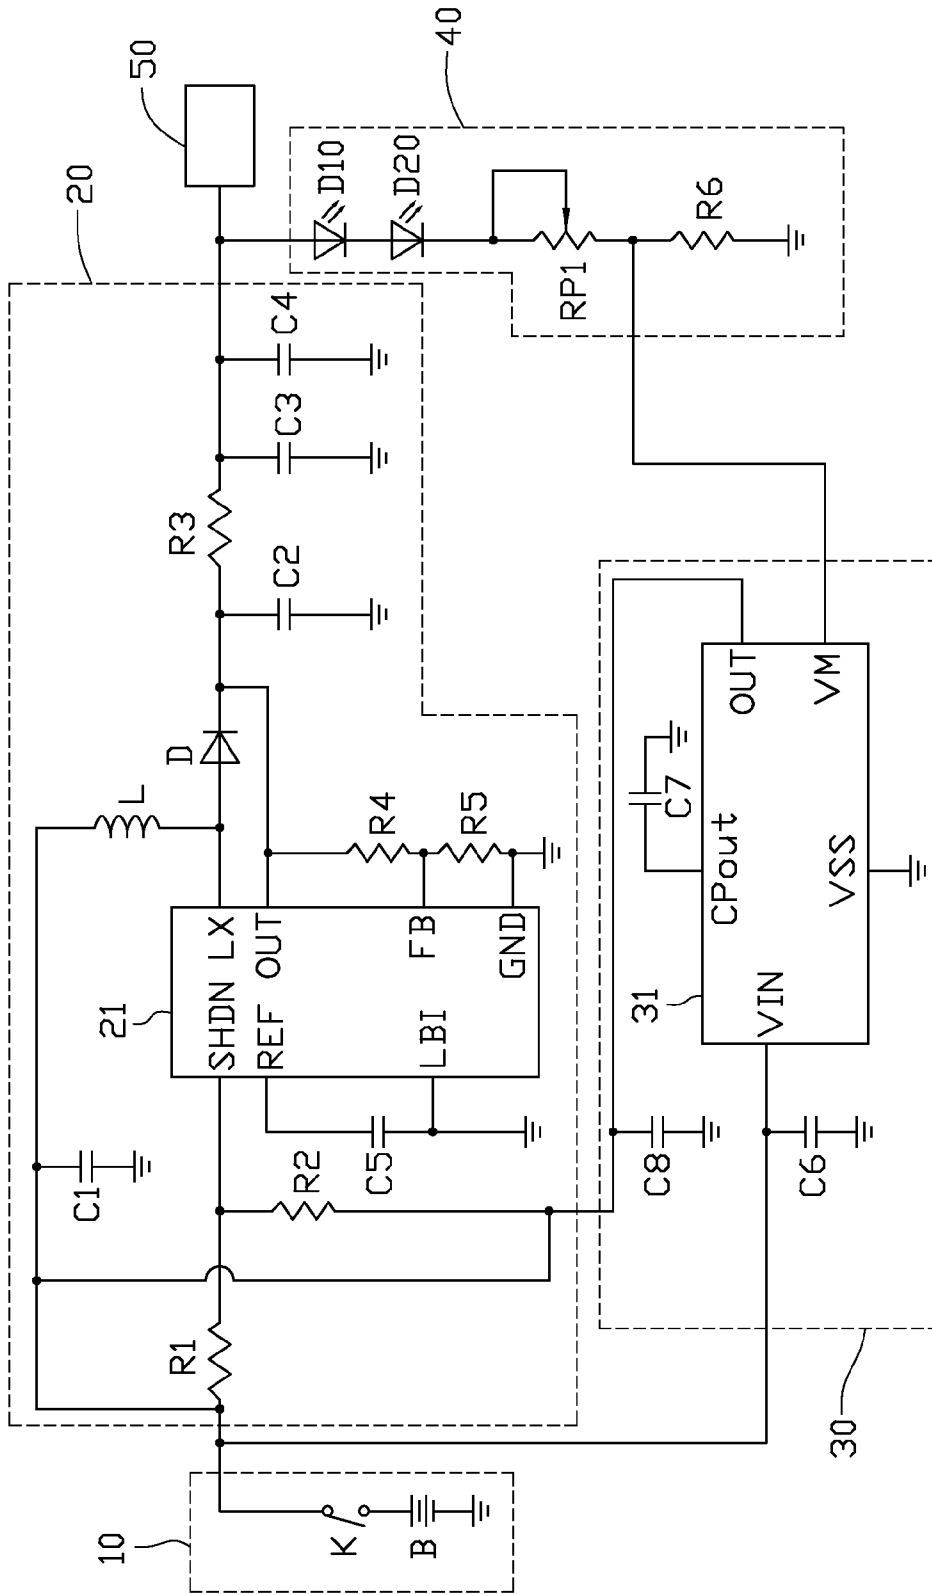 20
50
40
L
D
R3
C2
C3
C4
D10
D20
RP1
R6
C1
R1
R2
C5
21
SHDN
LX
REF
OUT
LBI
FB
GND
R4
R5
10
K
B
30
C8
C6
31
VIN
CPout
VSS
OUT
VM
C7